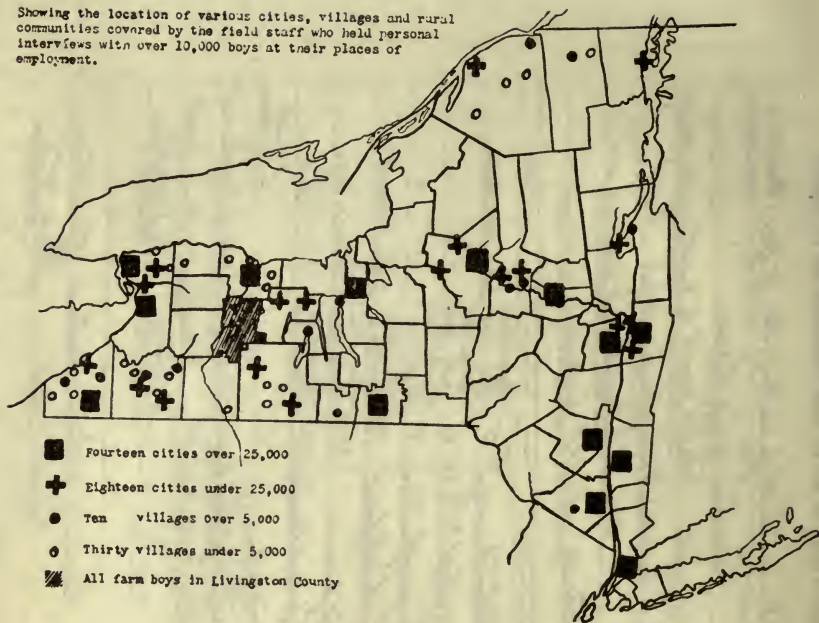 Showing the location of various cities, villages and rural
communities covered by the field staff who held personal
interviews with over 10,000 boys at their places of
employment.
Fourteen cities over 25,000
Eighteen cities under 25,000
Ten villages over 5,000
Thirty villages under 5,000
All farm boys in Livingston County